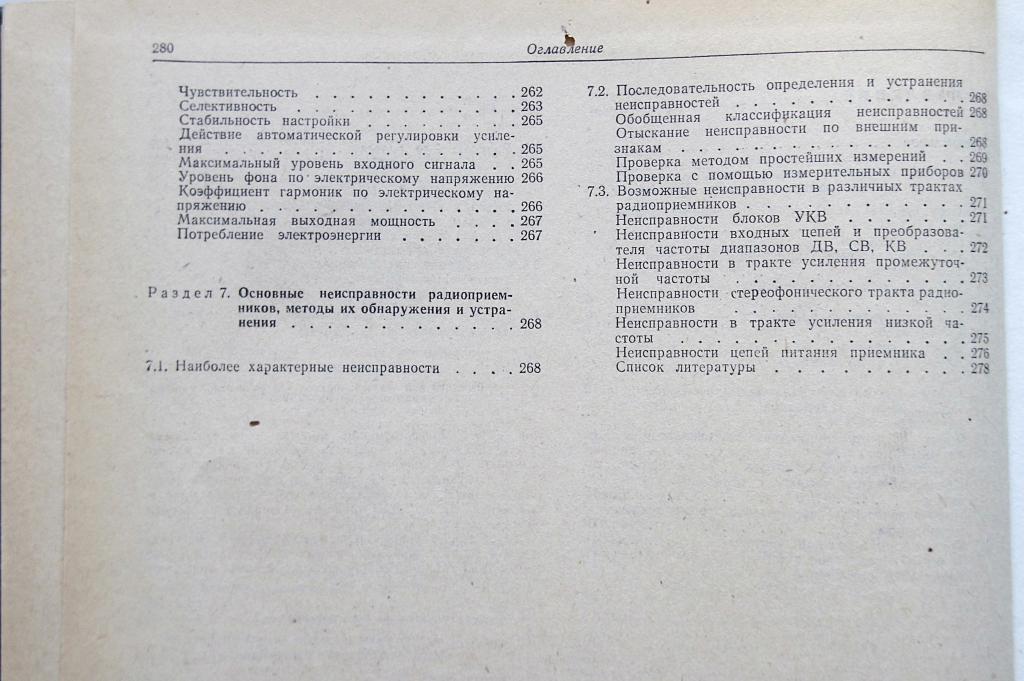 280
Оглавление
Чувствительность . . . . . . . . . . . . . 262
Селективность . . . . . . . . . . . . . . 263
Стабильность настройки . . . . . . . . . 265
Действие автоматической регулировки усиле-
ния . . . . . . . . . . . . . . . . . . 265
Максимальный уровень входного сигнала . . 265
Уровень фона по электрическому напряжению 266
Коэффициент гармоник по электрическому на-
пряжению . . . . . . . . . . . . . . . . 266
Максимальная выходная мощность . . . . 267
Потребление электроэнергии . . . . . . . 267
Раздел 7. Основные неисправности радиоприем-
ников, методы их обнаружения и устра-
нения . . . . . . . . . . . . . . 268
7.1. Наиболее характерные неисправности . . . . 268
7.2. Последовательность определения и устранения
неисправностей . . . . . . . . . . . . . 268
Обобщенная классификация неисправностей 268
Отыскание неисправности по внешним при-
знакам . . . . . . . . . . . . . . . . 268
Проверка методом простейших измерений . . 269
Проверка с помощью измерительных приборов 270
7.3. Возможные неисправности в различных трактах
радиоприемников . . . . . . . . . . . . 271
Неисправности блоков УКВ . . . . . . . 271
Неисправности входных цепей и преобразова-
теля частоты диапазонов ДВ, СВ, КВ . . . 272
Неисправности в тракте усиления промежуточ-
ной частоты . . . . . . . . . . . . . . 273
Неисправности стереофонического тракта радио-
приемников . . . . . . . . . . . . . . 274
Неисправности в тракте усиления низкой ча-
стоты . . . . . . . . . . . . . . . . . 275
Неисправности цепей питания приемника . . 276
Список литературы . . . . . . . . . . . 278